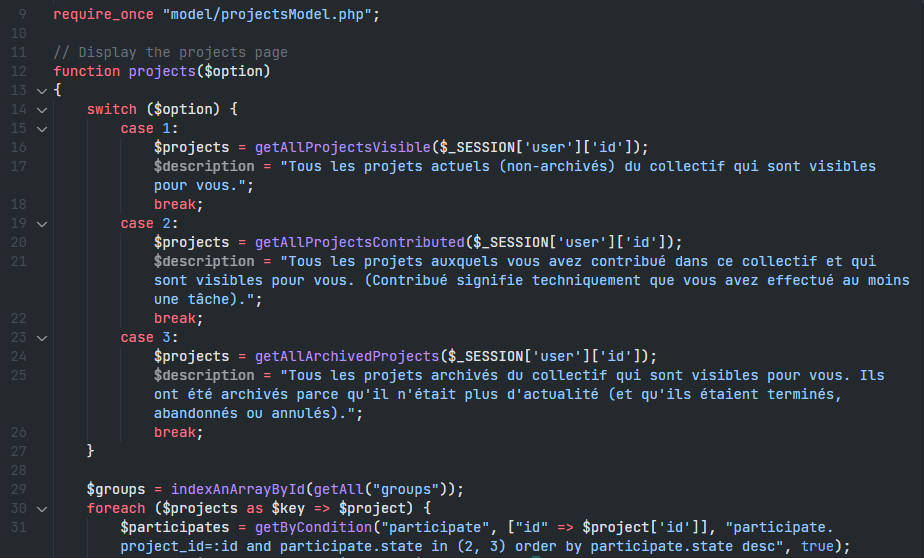 9 require_once "model/projectsModel.php";
10
11 // Display the projects page
12 function projects($option)
13 {
14 switch ($option) {
15 case 1:
16 $projects = getAllProjectsVisible($_SESSION['user']['id']);
17 $description = "Tous les projets actuels (non-archivés) du collectif qui sont visibles
pour vous.";
18 break;
19 case 2:
20 $projects = getAllProjectsContributed($_SESSION['user']['id']);
21 $description = "Tous les projets auxquels vous avez contribué dans ce collectif et qui
sont visibles pour vous. (Contribué signifie techniquement que vous avez effectué au moins
une tâche).";
22 break;
23 case 3:
24 $projects = getAllArchivedProjects($_SESSION['user']['id']);
25 $description = "Tous les projets archivés du collectif qui sont visibles pour vous. Ils
ont été archivés parce qu'il n'était plus d'actualité (et qu'ils étaient terminés,
abandonnés ou annulés).";
26 break;
27 }
28
29 $groups = indexAnArrayById(getAll("groups"));
30 foreach ($projects as $key => $project) {
31 $participates = getByCondition("participate", ["id" => $project['id']], "participate.
project_id=:id and participate.state in (2, 3) order by participate.state desc", true);